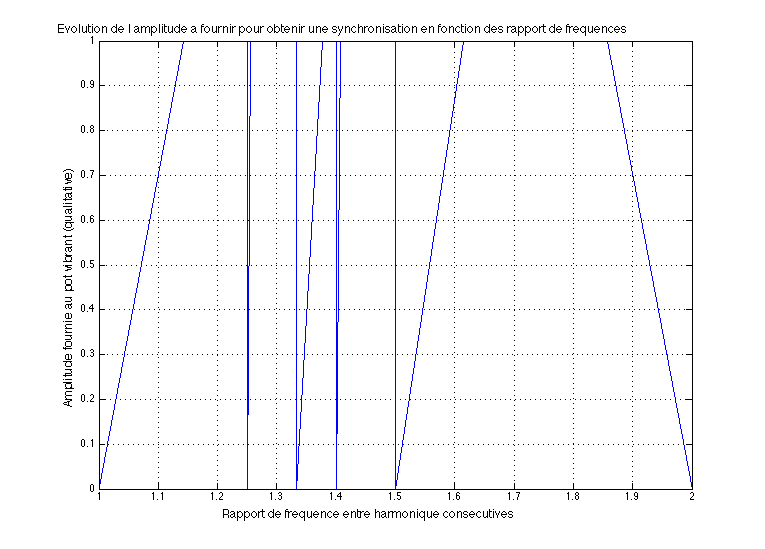 Evolution de l amplitude a fournir pour obtenir une synchronisation en fonction des rapport de frequences
1
0.9
0.8
0.7
0.6
0.5
0.4
0.3
0.2
0.1
0
Amplitude fournie au pot vibrant (qualitative)
1 1.1 1.2 1.3 1.4 1.5 1.6 1.7 1.8 1.9 2
Rapport de frequence entre harmonique consecutives